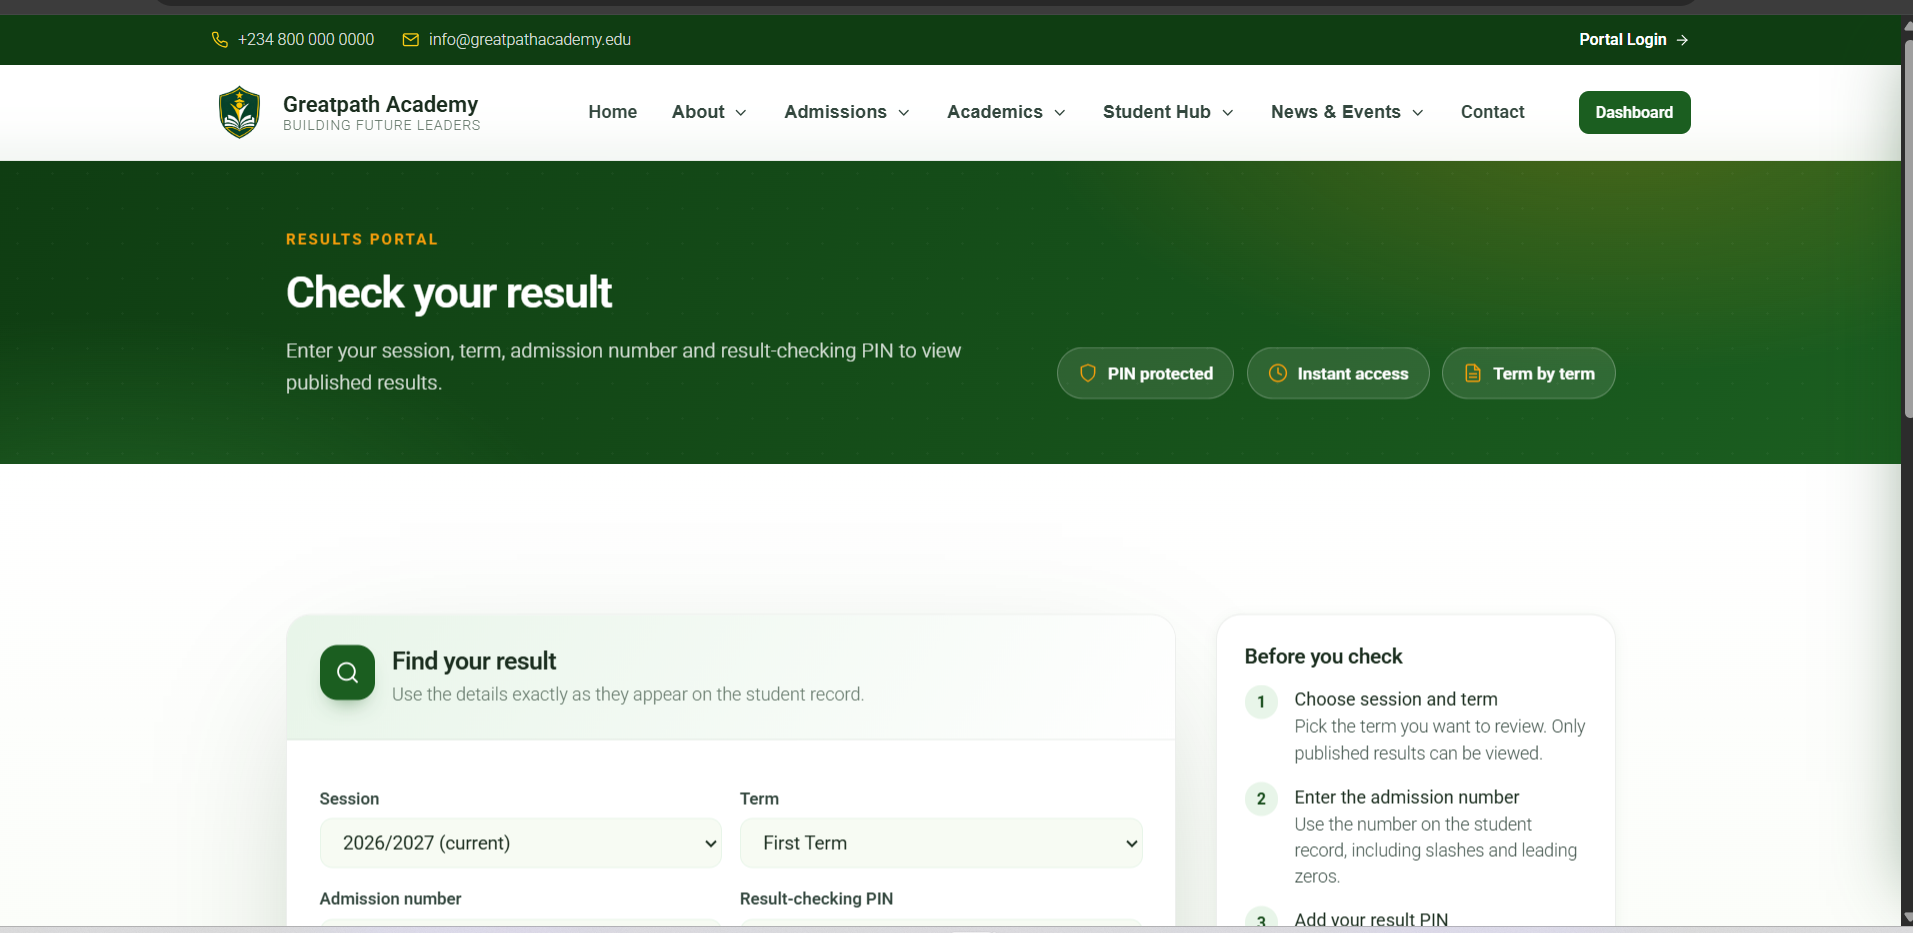 +234 800 000 0000
info@greatpathacademy.edu
Portal Login
Greatpath Academy
BUILDING FUTURE LEADERS
Home
About
Admissions
Academics
Student Hub
News & Events
Contact
Dashboard
RESULTS PORTAL
Check your result
Enter your session, term, admission number and result-checking PIN to view
published results.
PIN protected
Instant access
Term by term
Find your result
Use the details exactly as they appear on the student record.
Session
Term
2026/2027 (current)
First Term
Admission number
Result-checking PIN
Before you check
1
Choose session and term
Pick the term you want to review. Only
published results can be viewed.
2
Enter the admission number
Use the number on the student
record, including slashes and leading
zeros.
3
Add your result PIN